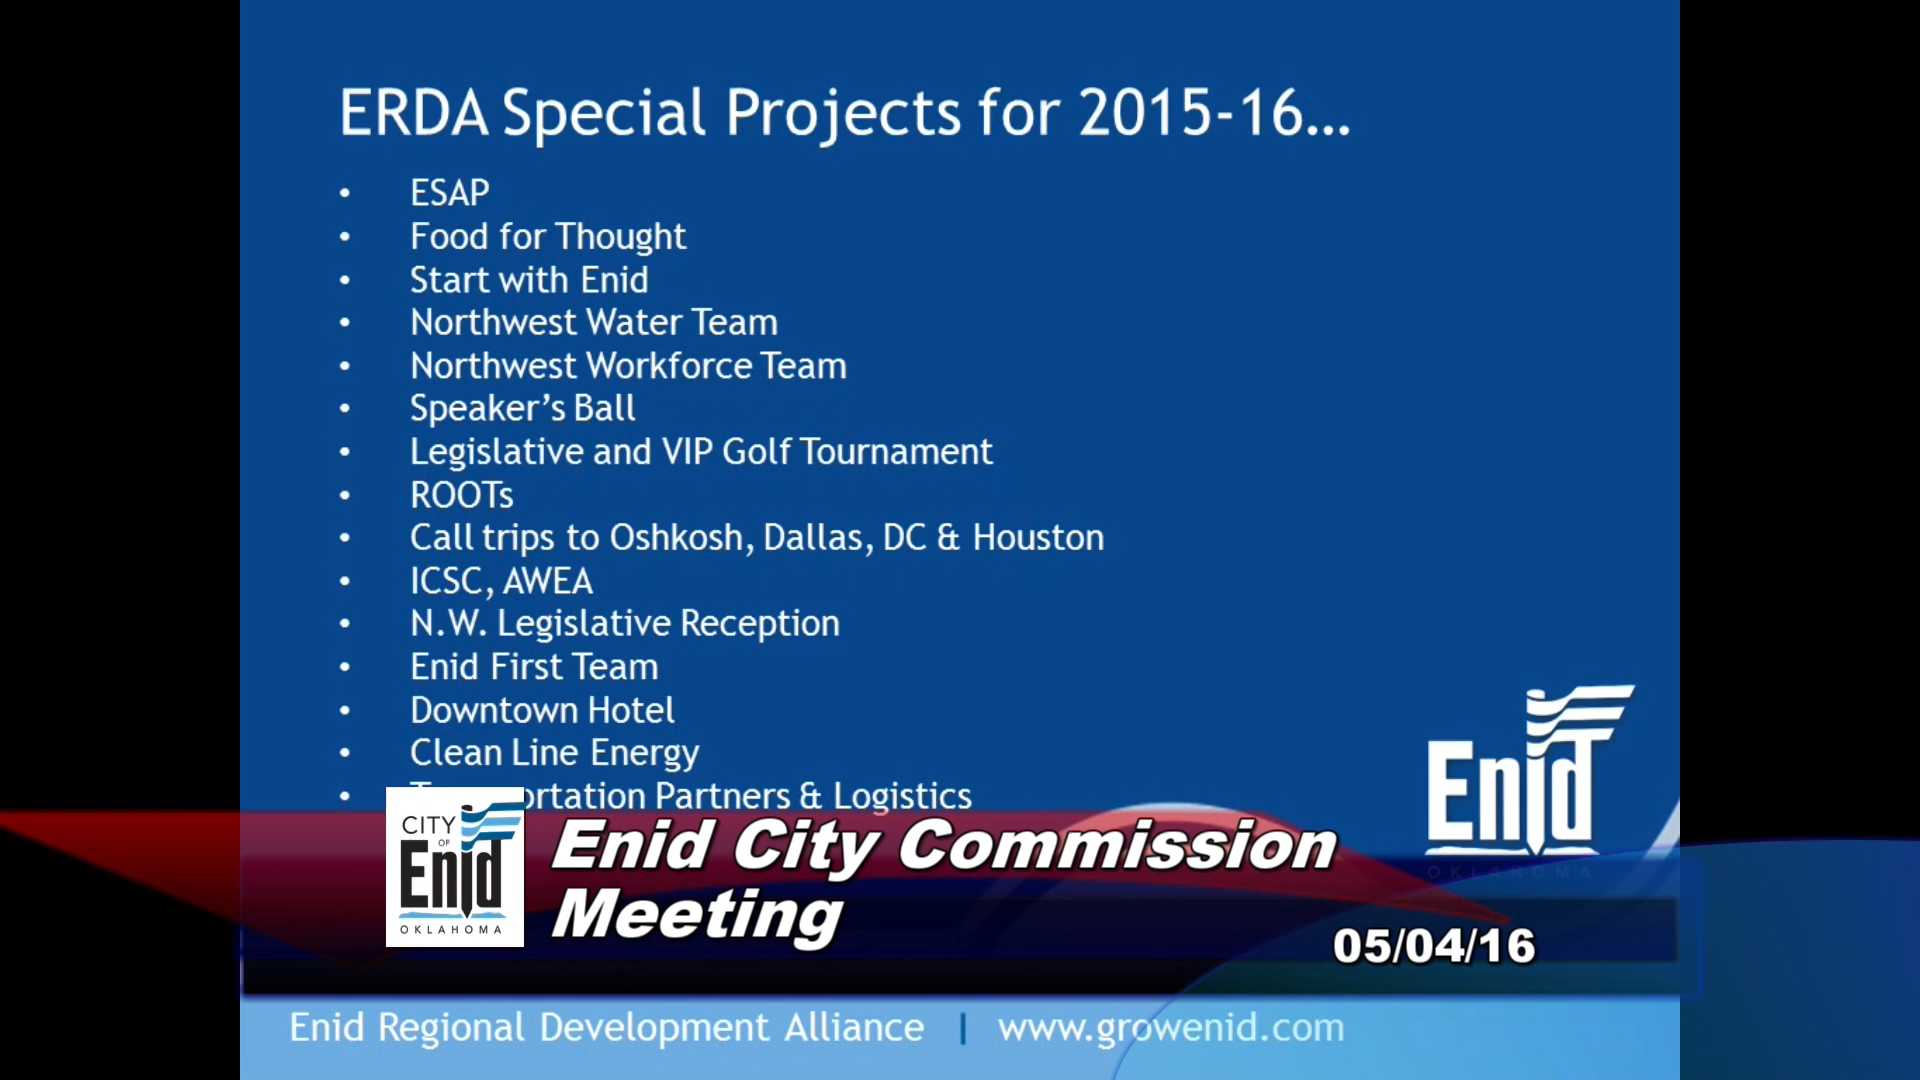 ERDA Special Projects for 2015-16...
• ESAP
• Food for Thought
• Start with Enid
• Northwest Water Team
• Northwest Workforce Team
• Speaker’s Ball
• Legislative and VIP Golf Tournament
• ROOTs
• Call trips to Oshkosh, Dallas, DC & Houston
• ICSC, AWEA
• N.W. Legislative Reception
• Enid First Team
• Downtown Hotel
• Clean Line Energy
• Partners & Logistics
Enid
OKLAHOMA
CITY
OF
Enid
OKLAHOMA
Enid City Commission
Meeting
05/04/16
Enid Regional Development Alliance | www.growenid.com